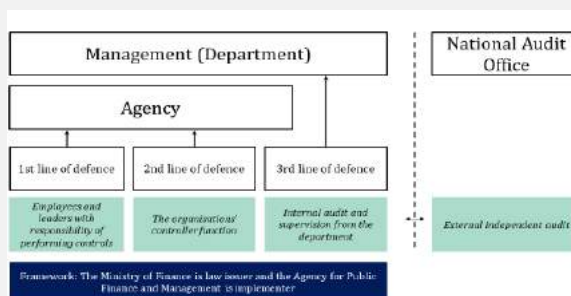 Management (Department)
National Audit
Office
Agency
1st line of defence
2nd line of defence
3rd line of defence
Employees and
leaders with
responsibility of
performing controls
The organizations'
controller function
Internal audit and
supervision from the
department
External independent audit
Framework: The Ministry of Finance is law issuer and the Agency for Public
Finance and Management is implementer